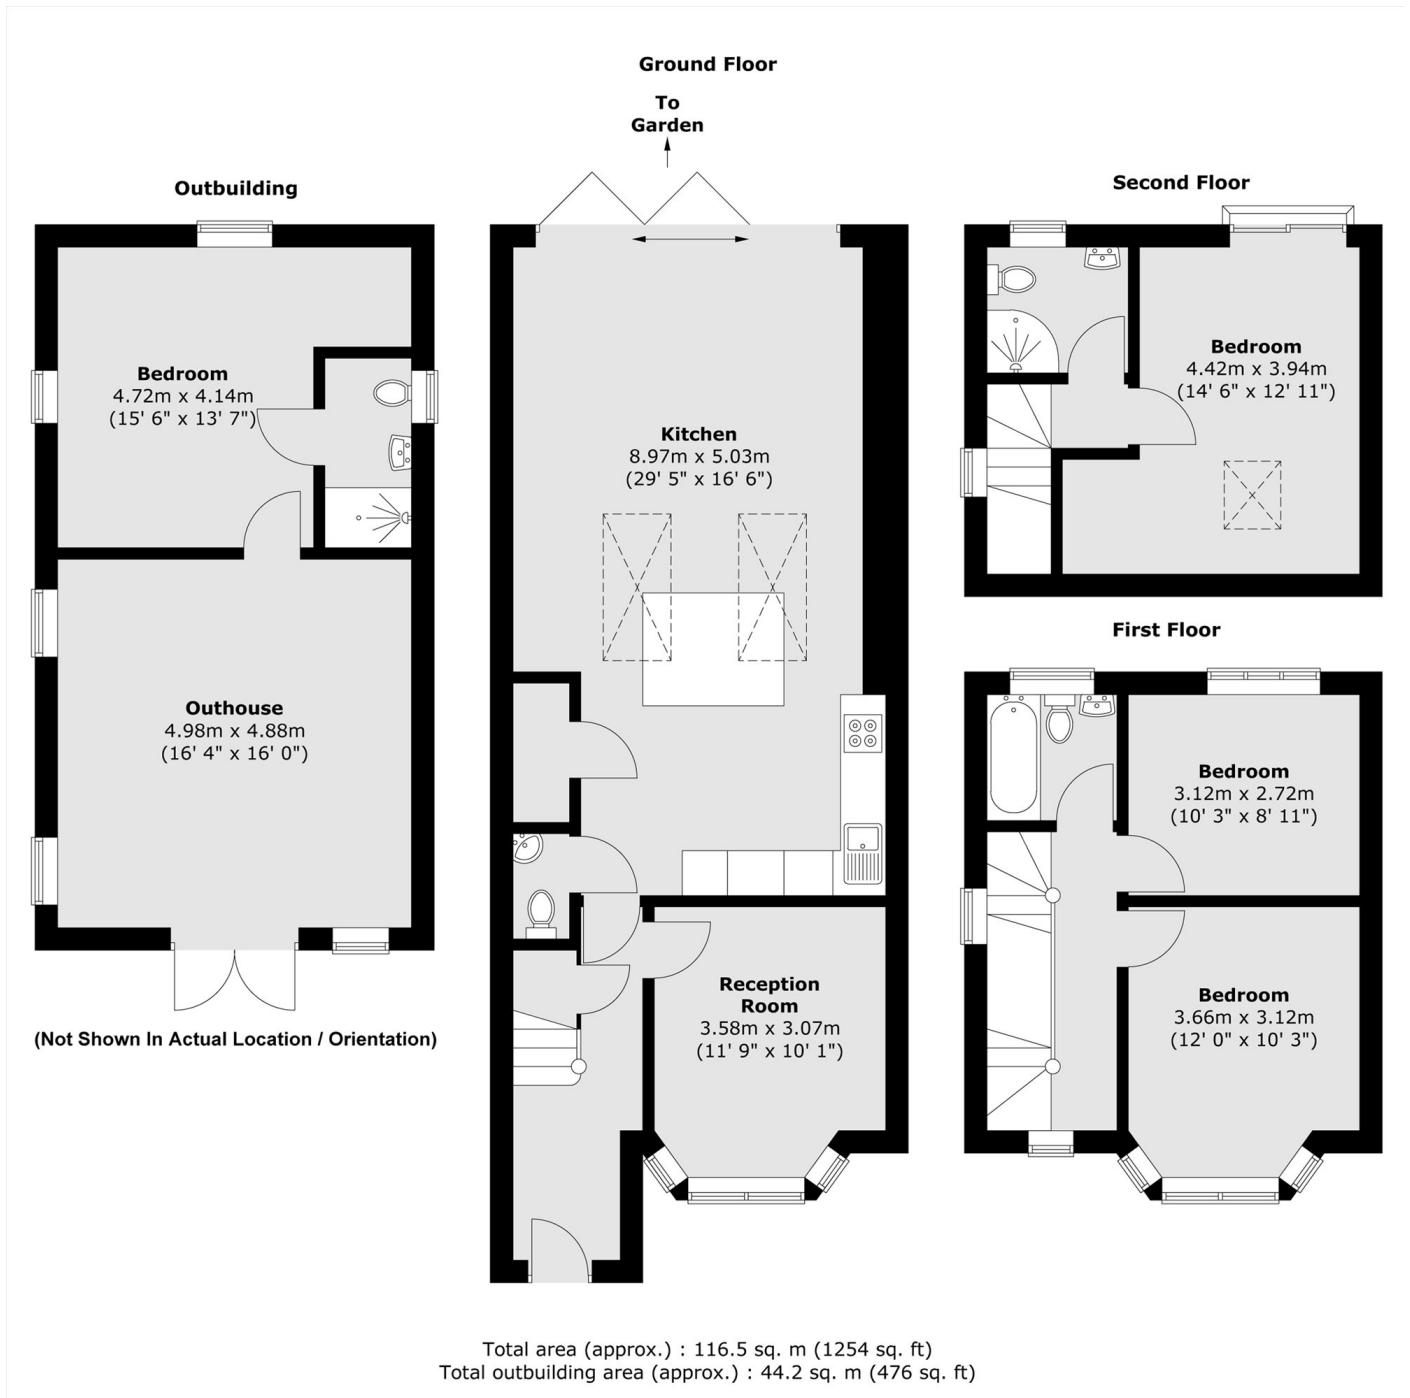 Ground Floor
To
Garden
Outbuilding
Bedroom
4.72m x 4.14m
(15' 6" x 13' 7")
Outhouse
4.98m x 4.88m
(16' 4" x 16' 0")
(Not Shown In Actual Location / Orientation)
Kitchen
8.97m x 5.03m
(29' 5" x 16' 6")
Reception
Room
3.58m x 3.07m
(11' 9" x 10' 1")
Second Floor
Bedroom
4.42m x 3.94m
(14' 6" x 12' 11")
First Floor
Bedroom
3.12m x 2.72m
(10' 3" x 8' 11")
Bedroom
3.66m x 3.12m
(12' 0" x 10' 3")
Total area (approx.) : 116.5 sq. m (1254 sq. ft)
Total outbuilding area (approx.) : 44.2 sq. m (476 sq. ft)